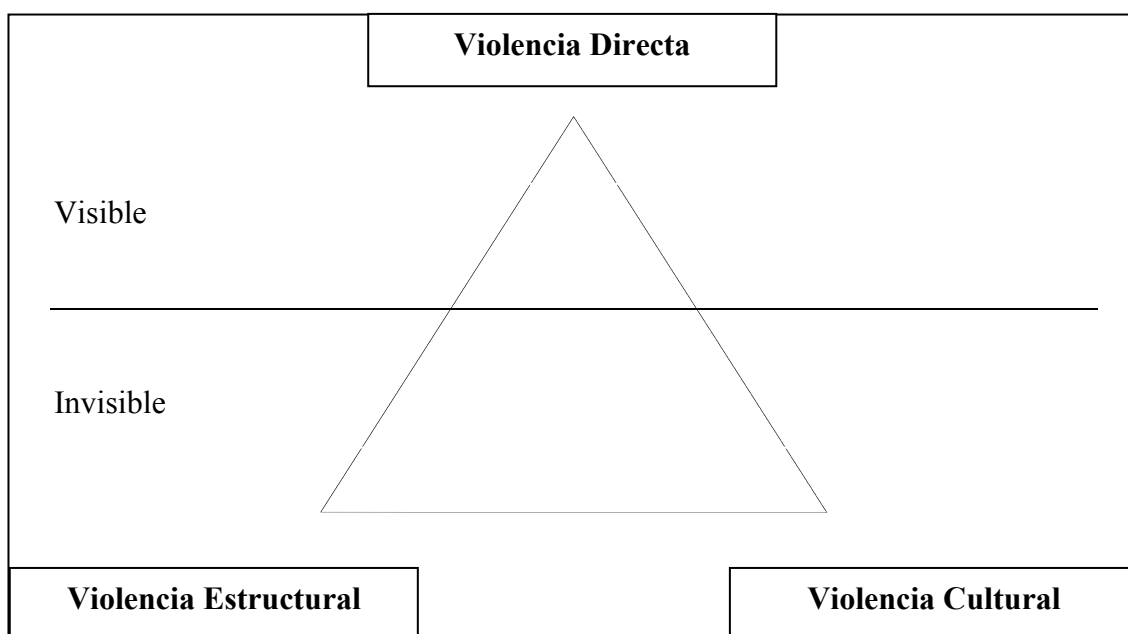 Violencia Directa
Visible
Invisible
Violencia Estructural
Violencia Cultural